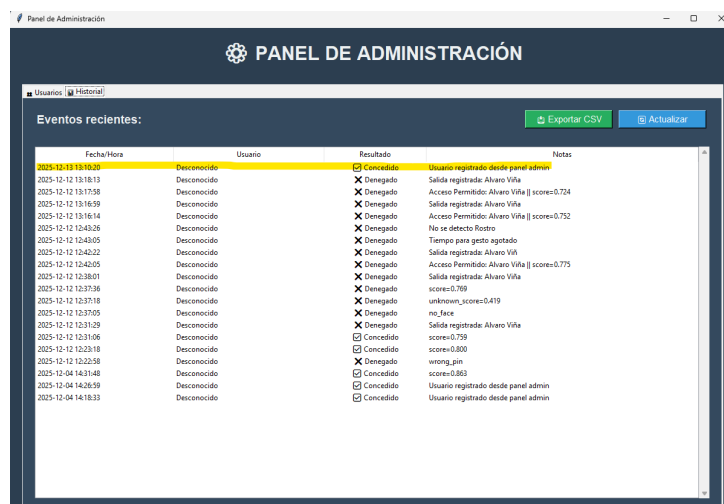 Panel de Administración
PANEL DE ADMINISTRACIÓN
Usuarios Historial
Eventos recientes: Exportar CSV Actualizar
Fecha/Hora Usuario Resultado Notas
2025-12-13 13:10:20 Desconocido Concedido Usuario registrado desde panel admin
2025-12-12 13:18:13 Desconocido Denegado Salida registrada: Alvaro Viña
2025-12-12 13:17:58 Desconocido Denegado Acceso Permitido: Alvaro Viña || score=0.724
2025-12-12 13:16:59 Desconocido Denegado Salida registrada: Alvaro Viña
2025-12-12 13:16:14 Desconocido Denegado Acceso Permitido: Alvaro Viña || score=0.752
2025-12-12 12:43:26 Desconocido Denegado No se detecto Rostro
2025-12-12 12:43:05 Desconocido Denegado Tiempo para gesto agotado
2025-12-12 12:42:22 Desconocido Denegado Salida registrada: Alvaro Viñ
2025-12-12 12:42:05 Desconocido Denegado Acceso Permitido: Alvaro Viña || score=0.775
2025-12-12 12:38:01 Desconocido Denegado Salida registrada: Alvaro Viña
2025-12-12 12:37:36 Desconocido Denegado score=0.769
2025-12-12 12:37:18 Desconocido Denegado unknown_score=0.419
2025-12-12 12:37:05 Desconocido Denegado no_face
2025-12-12 12:31:29 Desconocido Denegado Salida registrada: Alvaro Viña
2025-12-12 12:31:06 Desconocido Concedido score=0.759
2025-12-12 12:23:18 Desconocido Concedido score=0.800
2025-12-12 12:22:58 Desconocido Denegado wrong_pin
2025-12-04 14:31:48 Desconocido Concedido score=0.863
2025-12-04 14:26:59 Desconocido Concedido Usuario registrado desde panel admin
2025-12-04 14:18:33 Desconocido Concedido Usuario registrado desde panel admin